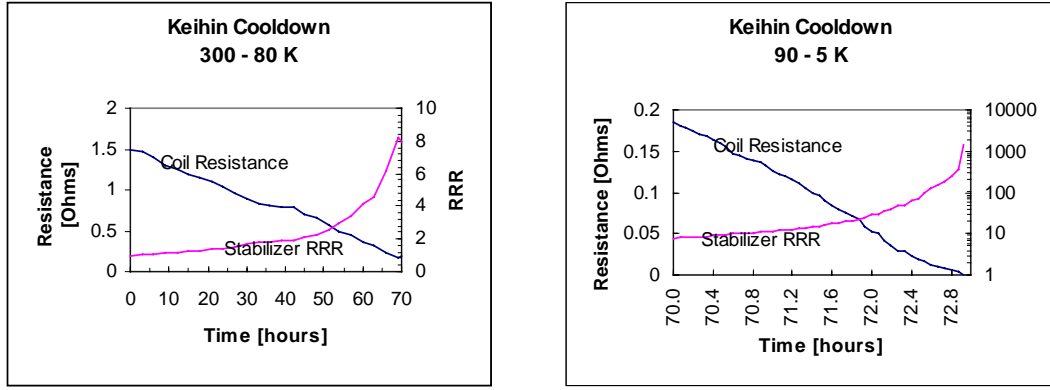 Keihin Cooldown
300 - 80 K
2
1.5
1
0.5
0
10
8
6
4
2
0
Coil Resistance
Stabilizer RRR
Resistance
[Ohms]
RRR
0 10 20 30 40 50 60 70
Time [hours]
Keihin Cooldown
90 - 5 K
0.2
0.15
0.1
0.05
0
10000
1000
100
10
1
Coil Resistance
Stabilizer RRR
Resistance [Ohms]
70.0 70.4 70.8 71.2 71.6 72.0 72.4 72.8
Time [hours]